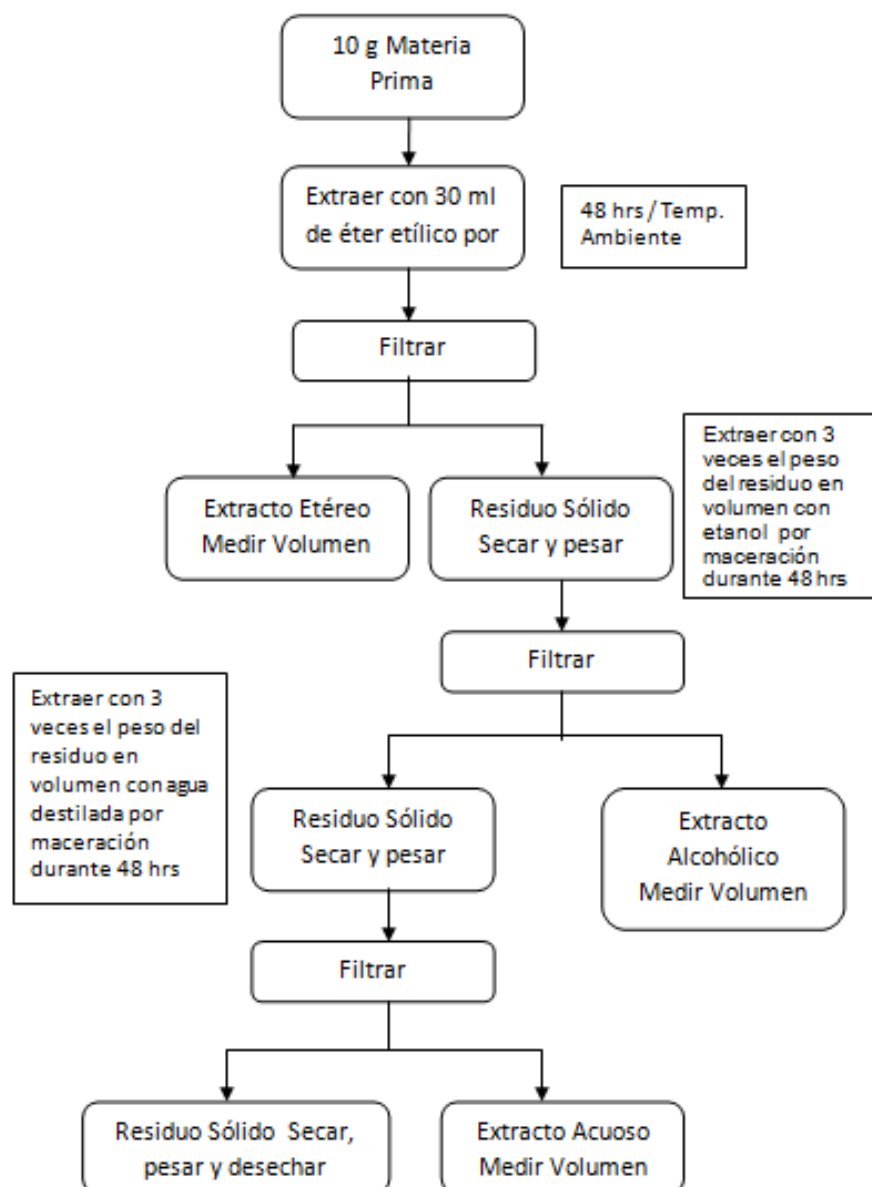 10 g Materia
Prima
Extraer con 30 ml
de éter etílico por
48 hrs / Temp.
Ambiente
Filtrar
Extracto Etéreo
Medir Volumen
Residuo Sólido
Secar y pesar
Extraer con 3
veces el peso
del residuo en
volumen con
etanol por
maceración
durante 48 hrs
Filtrar
Extraer con 3
veces el peso del
residuo en
volumen con agua
destilada por
maceración
durante 48 hrs
Residuo Sólido
Secar y pesar
Extracto
Alcohólico
Medir Volumen
Filtrar
Residuo Sólido Secar,
pesar y desechar
Extracto Acuoso
Medir Volumen